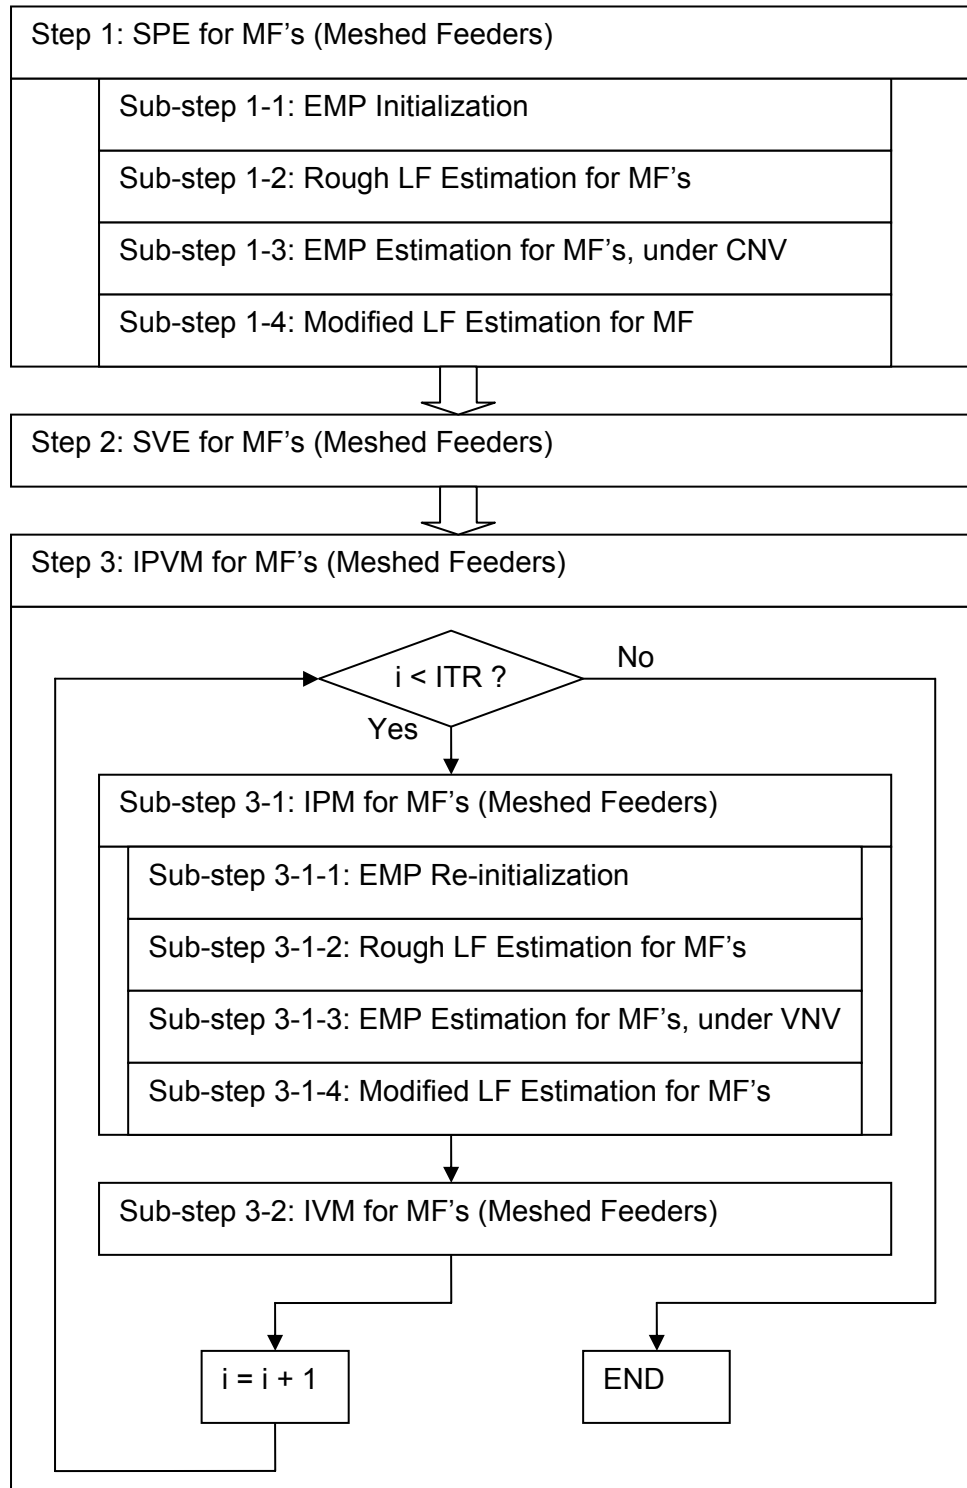 Step 1: SPE for MF’s (Meshed Feeders)
Sub-step 1-1: EMP Initialization
Sub-step 1-2: Rough LF Estimation for MF’s
Sub-step 1-3: EMP Estimation for MF’s, under CNV
Sub-step 1-4: Modified LF Estimation for MF
Step 2: SVE for MF’s (Meshed Feeders)
Step 3: IPVM for MF’s (Meshed Feeders)
i < ITR ?
No
Yes
Sub-step 3-1: IPM for MF’s (Meshed Feeders)
Sub-step 3-1-1: EMP Re-initialization
Sub-step 3-1-2: Rough LF Estimation for MF’s
Sub-step 3-1-3: EMP Estimation for MF’s, under VNV
Sub-step 3-1-4: Modified LF Estimation for MF’s
Sub-step 3-2: IVM for MF’s (Meshed Feeders)
i = i + 1
END